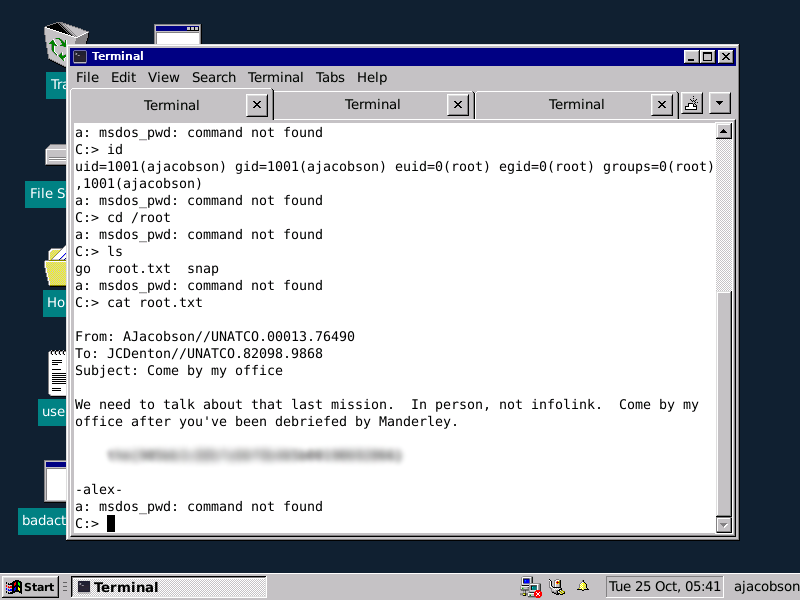 Terminal
File Edit View Search Terminal Tabs Help
Terminal Terminal Terminal
a: msdos_pwd: command not found
C:> id
uid=1001(ajacobson) gid=1001(ajacobson) euid=0(root) egid=0(root) groups=0(root)
,1001(ajacobson)
a: msdos_pwd: command not found
C:> cd /root
a: msdos_pwd: command not found
C:> ls
go root.txt snap
a: msdos_pwd: command not found
C:> cat root.txt
From: AJacobson//UNATCO.00013.76490
To: JCDenton//UNATCO.82098.9868
Subject: Come by my office
We need to talk about that last mission. In person, not infolink. Come by my
office after you've been debriefed by Manderley.
-alex-
a: msdos_pwd: command not found
C:>
Tra
File S
Ho
use
badact
Start Terminal Tue 25 Oct, 05:41 ajacobson